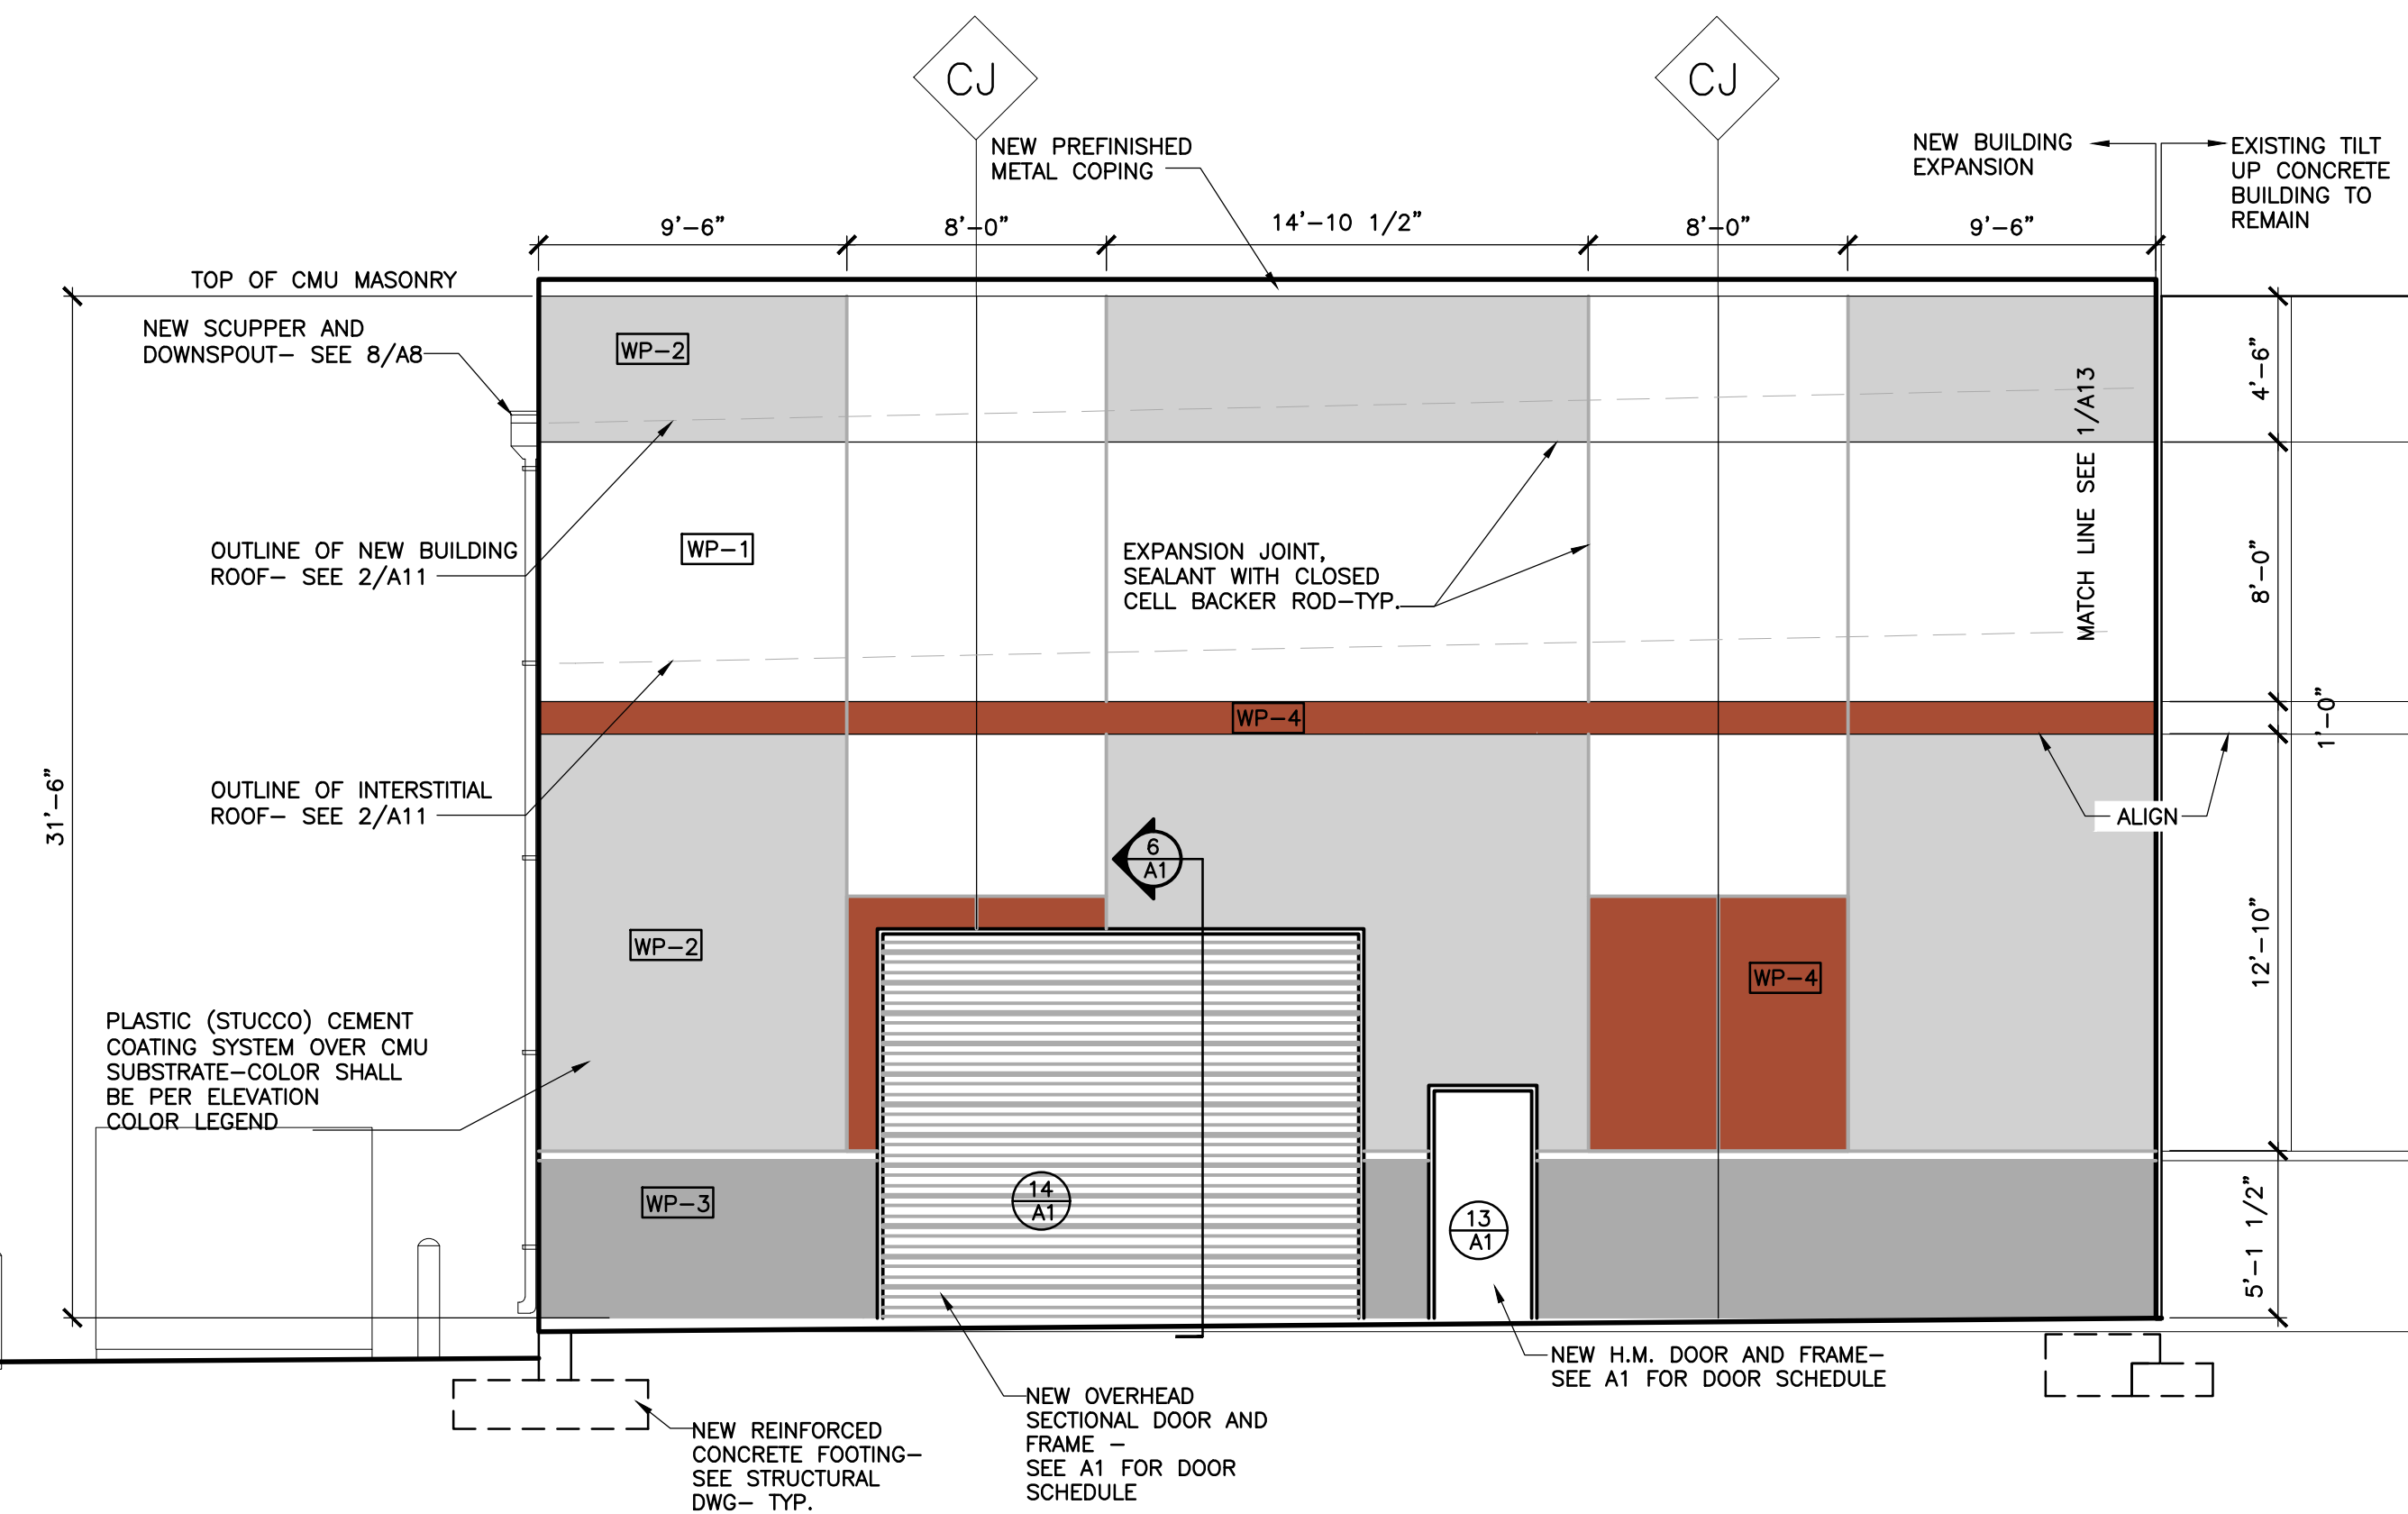 CJ
CJ
NEW PREFINISHED
METAL COPING
NEW BUILDING
EXPANSION
EXISTING TILT
UP CONCRETE
BUILDING TO
REMAIN
9'-6"
8'-0"
14'-10 1/2"
8'-0"
9'-6"
TOP OF CMU MASONRY
NEW SCUPPER AND
DOWNSPOUT- SEE 8/A8
WP-2
4'-6"
MATCH LINE SEE 1/A13
OUTLINE OF NEW BUILDING
ROOF- SEE 2/A11
WP-1
EXPANSION JOINT,
SEALANT WITH CLOSED
CELL BACKER ROD-TYP.
8'-0"
WP-4
1'-0"
31'-6"
OUTLINE OF INTERSTITIAL
ROOF- SEE 2/A11
ALIGN
6
A1
WP-2
WP-4
12'-10"
PLASTIC (STUCCO) CEMENT
COATING SYSTEM OVER CMU
SUBSTRATE-COLOR SHALL
BE PER ELEVATION
COLOR LEGEND
WP-3
14
A1
13
A1
5'-1 1/2"
NEW H.M. DOOR AND FRAME-
SEE A1 FOR DOOR SCHEDULE
NEW OVERHEAD
SECTIONAL DOOR AND
FRAME -
SEE A1 FOR DOOR
SCHEDULE
NEW REINFORCED
CONCRETE FOOTING-
SEE STRUCTURAL
DWG- TYP.